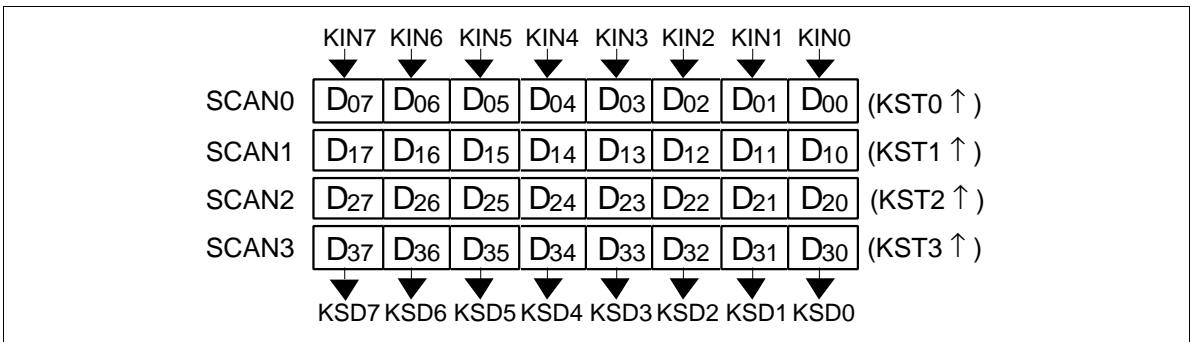 KIN7 KIN6 KIN5 KIN4 KIN3 KIN2 KIN1 KIN0
SCAN0 D07 D06 D05 D04 D03 D02 D01 D00 (KST0 ↑ )
SCAN1 D17 D16 D15 D14 D13 D12 D11 D10 (KST1 ↑ )
SCAN2 D27 D26 D25 D24 D23 D22 D21 D20 (KST2 ↑ )
SCAN3 D37 D36 D35 D34 D33 D32 D31 D30 (KST3 ↑ )
KSD7 KSD6 KSD5 KSD4 KSD3 KSD2 KSD1 KSD0